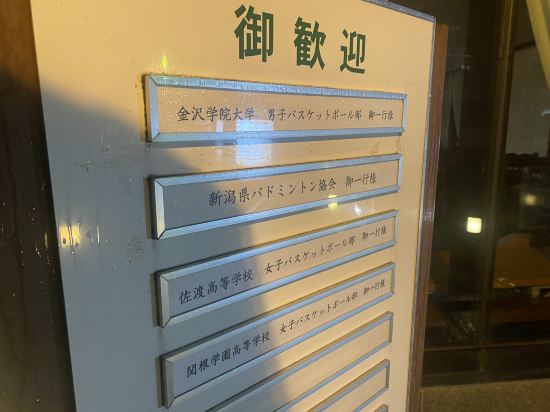 御歓迎
金沢学院大学 男子バスケットボール部 御一行様
新潟県バドミントン協会 御一行様
佐渡高等学校 女子バスケットボール部 御一行様
関根学園高等学校 女子バスケットボール部 御一行様